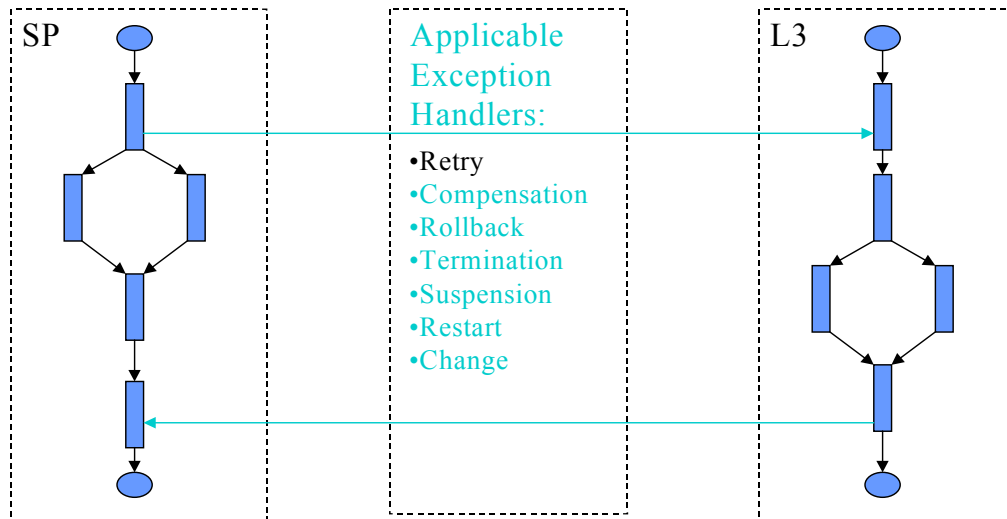 SP
Applicable
Exception
Handlers:
•Retry
•Compensation
•Rollback
•Termination
•Suspension
•Restart
•Change
L3